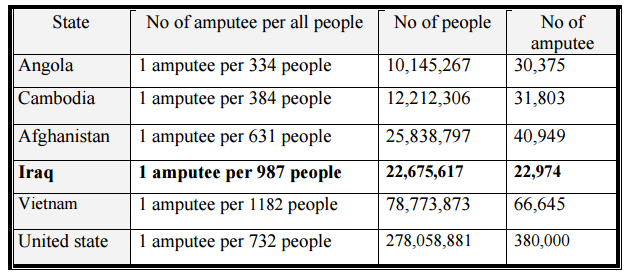 State No of amputee per all people No of people No of amputee
Angola 1 amputee per 334 people 10,145,267 30,375
Cambodia 1 amputee per 384 people 12,212,306 31,803
Afghanistan 1 amputee per 631 people 25,838,797 40,949
Iraq 1 amputee per 987 people 22,675,617 22,974
Vietnam 1 amputee per 1182 people 78,773,873 66,645
United state 1 amputee per 732 people 278,058,881 380,000